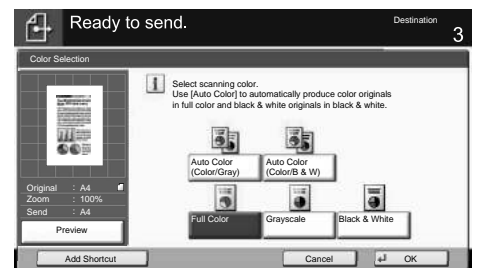 Ready to send.
Destination
3
Color Selection
Select scanning color.
Use [Auto Color] to automatically produce color originals
in full color and black & white originals in black & white.
Auto Color
(Color/Gray)
Auto Color
(Color/B & W)
Original : A4
Zoom : 100%
Send : A4
Full Color
Grayscale
Black & White
Preview
Add Shortcut
Cancel
OK